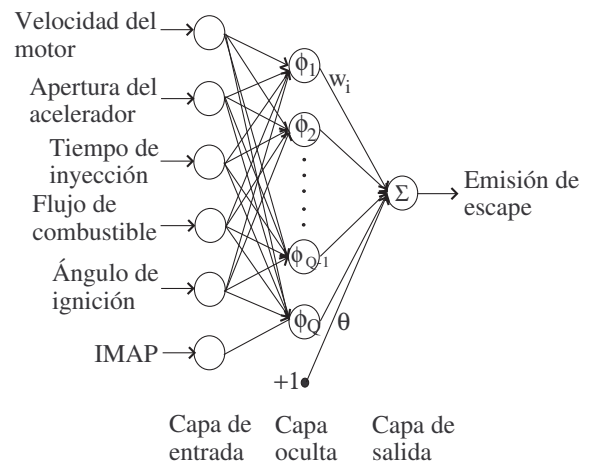 Velocidad del
motor
Apertura del
acelerador
Tiempo de
inyección
Flujo de
combustible
Ángulo de
ignición
IMAP
ϕ1
ϕ2
ϕQ-1
ϕQ
wi
θ
+1
Σ
Emisión de
escape
Capa de
entrada
Capa
oculta
Capa de
salida